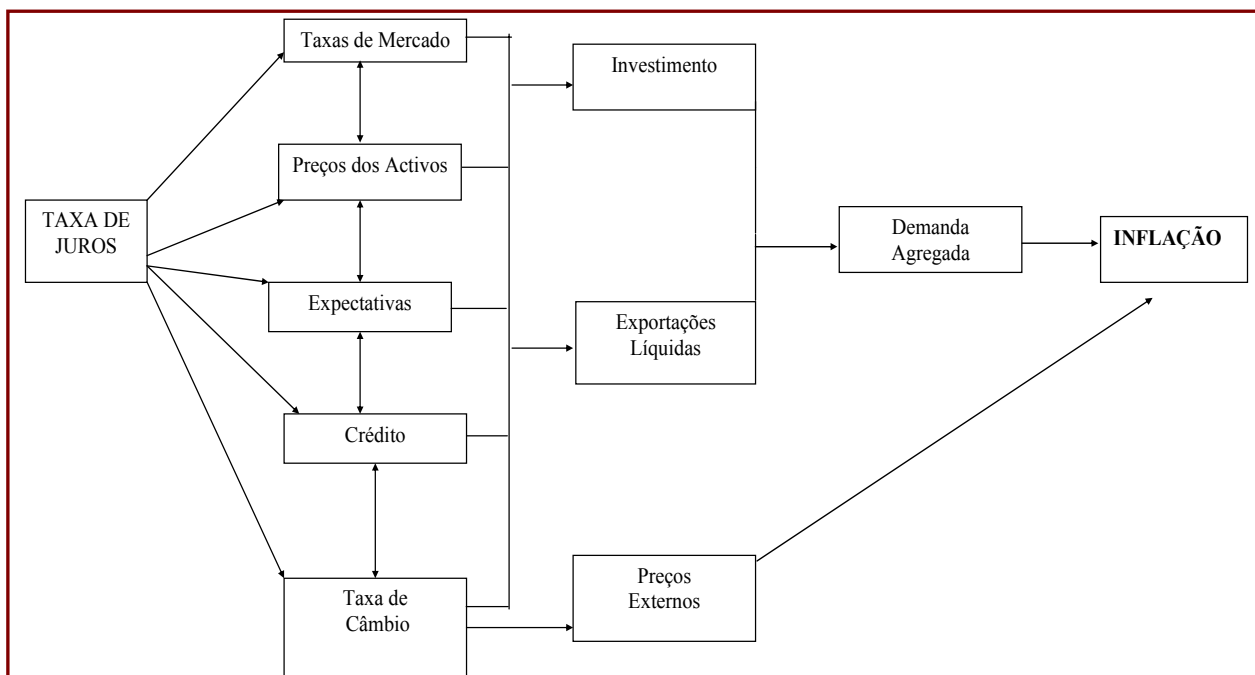 Taxas de Mercado
Investimento
Preços dos Activos
TAXA DE
JUROS
Demanda
Agregada
INFLAÇÃO
Expectativas
Exportações
Líquidas
Crédito
Preços
Externos
Taxa de
Câmbio